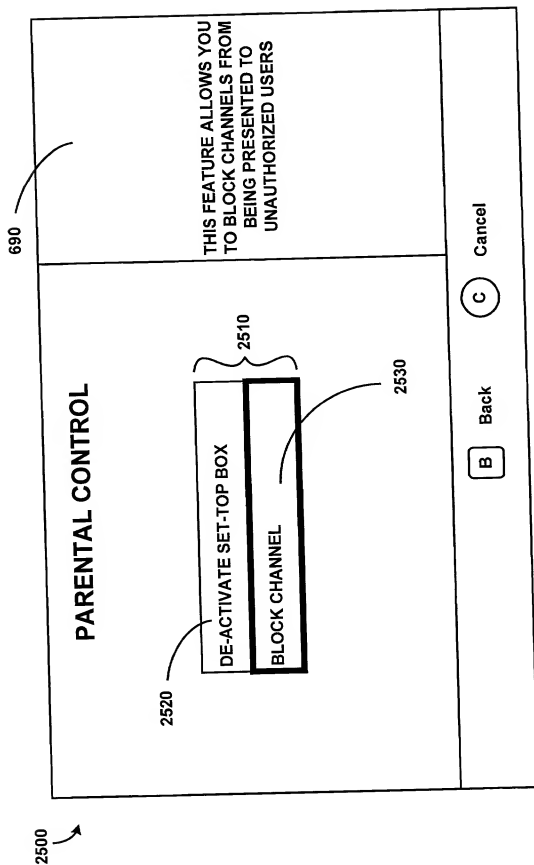 2500
690
PARENTAL CONTROL
2520
DE-ACTIVATE SET-TOP BOX
BLOCK CHANNEL
2510
2530
THIS FEATURE ALLOWS YOU
TO BLOCK CHANNELS FROM
BEING PRESENTED TO
UNAUTHORIZED USERS
B Back
C Cancel